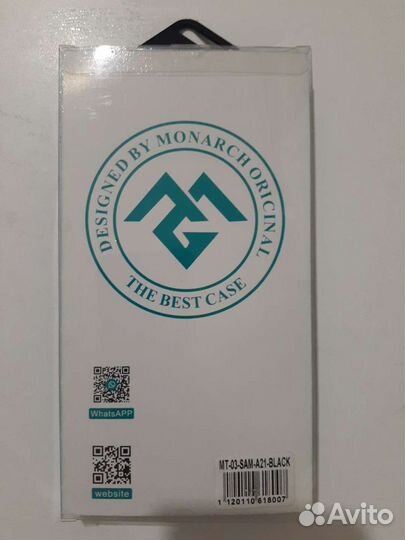 DESIGNED BY MONARCH ORIGINAL
THE BEST CASE
WhatsAPP
website
MT-03-SAM-A21-BLACK
1 120110 618007
Avito